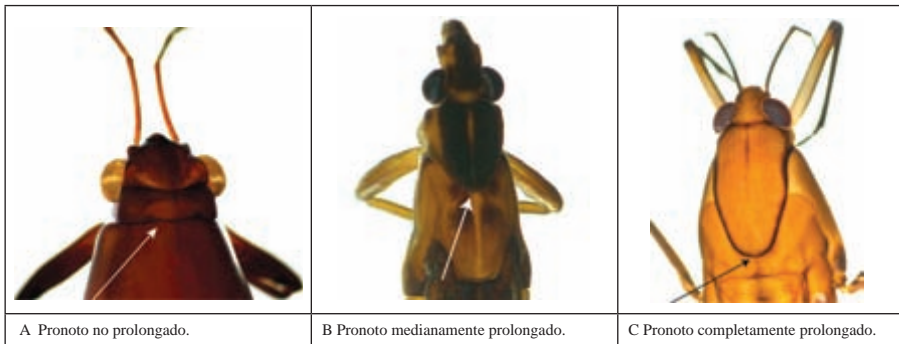 A Pronoto no prolongado.
B Pronoto medianamente prolongado.
C Pronoto completamente prolongado.